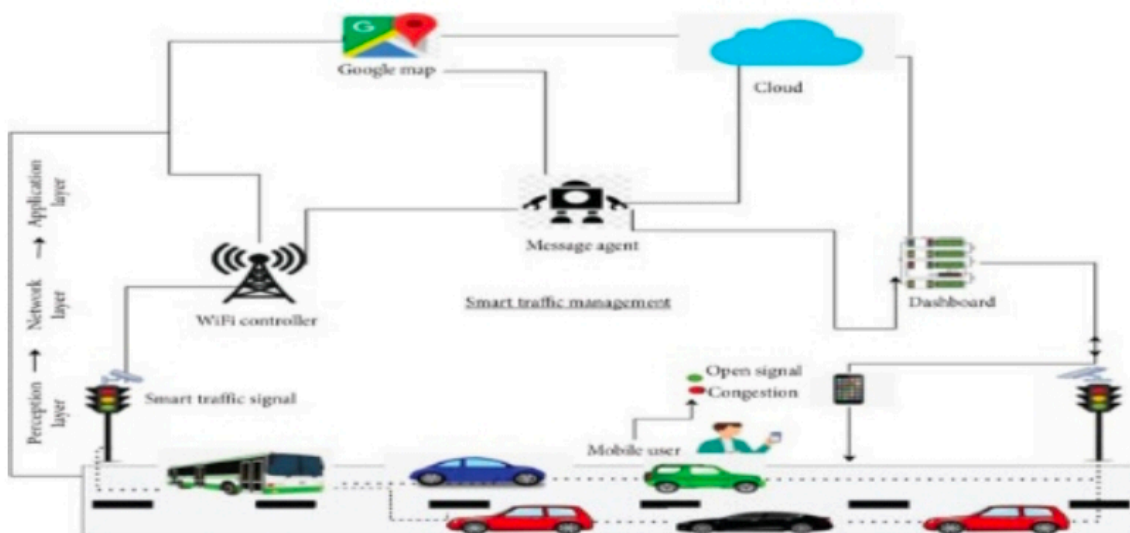 G
Google map
Cloud
Application
layer
Message agent
Network
layer
WiFi controller
Smart traffic management
Dashboard
Perception
layer
Smart traffic signal
Open signal
Congestion
Mobile user